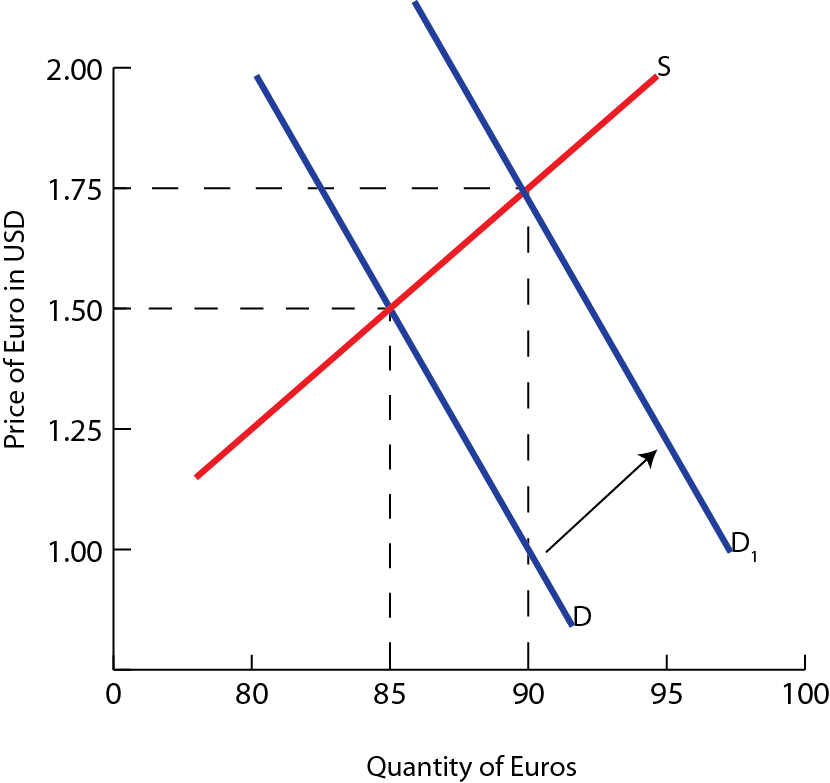 2.00
S
1.75
1.50
1.25
1.00
D₁
D
Price of Euro in USD
0 80 85 90 95 100
Quantity of Euros